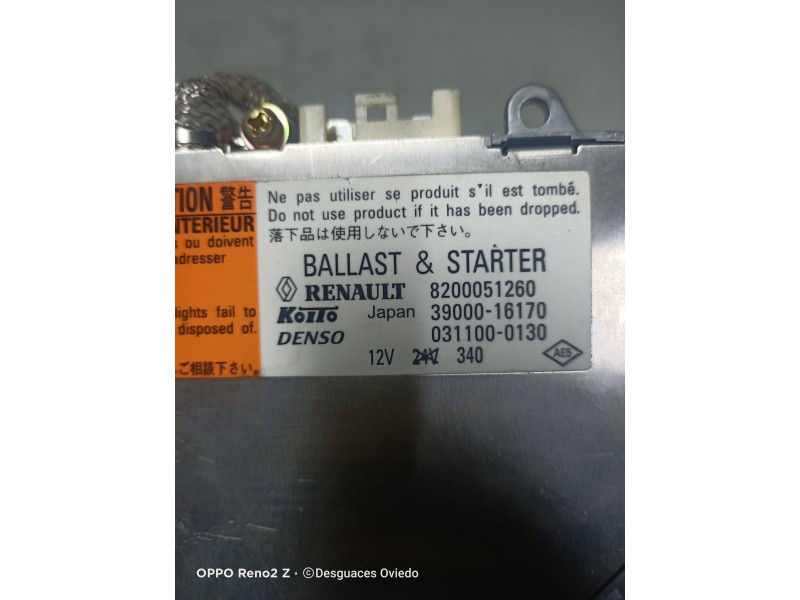 TION 警告
NTERIEUR
s ou doivent
adresser
lights fail to
disposed of.
ご相談下さい。
Ne pas utiliser se produit s'il est tombé.
Do not use product if it has been dropped.
落下品は使用しないで下さい。
BALLAST & STARTER
RENAULT 8200051260
KOITO Japan 39000-16170
DENSO 031100-0130
12V 24V 340
AE5
OPPO Reno2 Z · ©Desguaces Oviedo